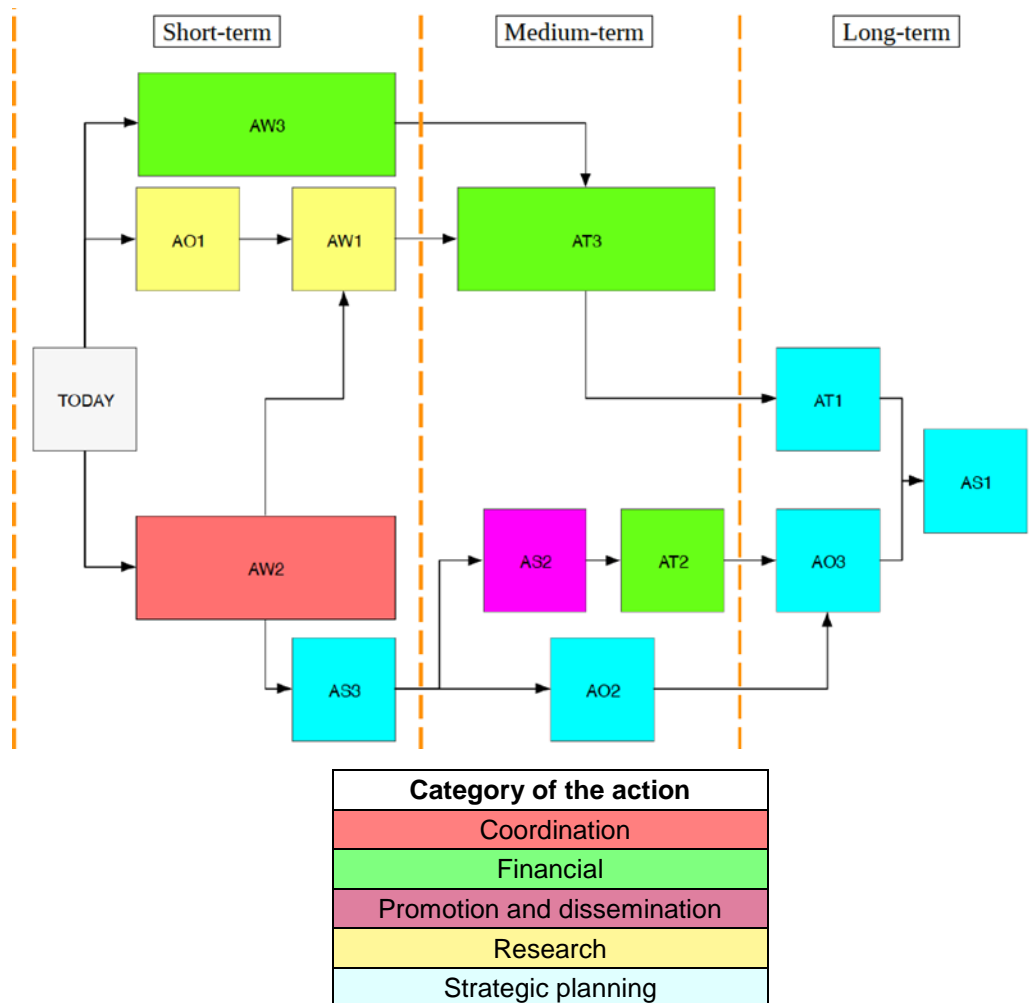 Short-term
Medium-term
Long-term
AW3
AO1
AW1
AT3
TODAY
AT1
AS1
AW2
AS2
AT2
AO3
AS3
AO2
Category of the action
Coordination
Financial
Promotion and dissemination
Research
Strategic planning